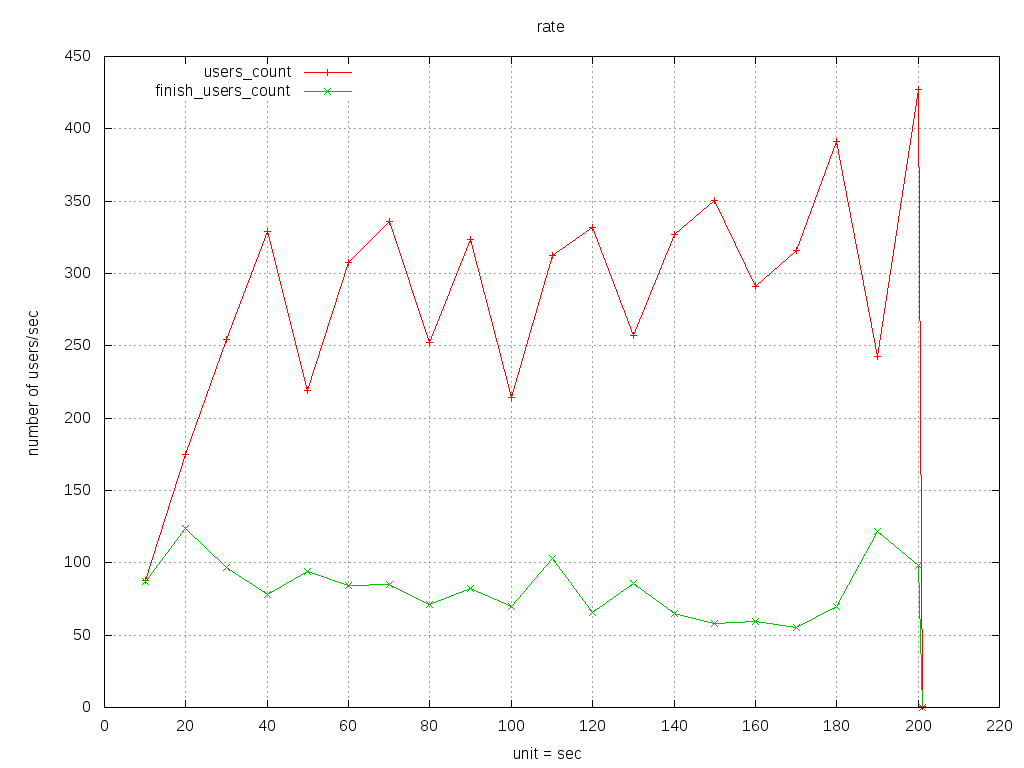 rate
users_count
finish_users_count
450
400
350
300
250
200
150
100
50
0
number of users/sec
0 20 40 60 80 100 120 140 160 180 200 220
unit = sec